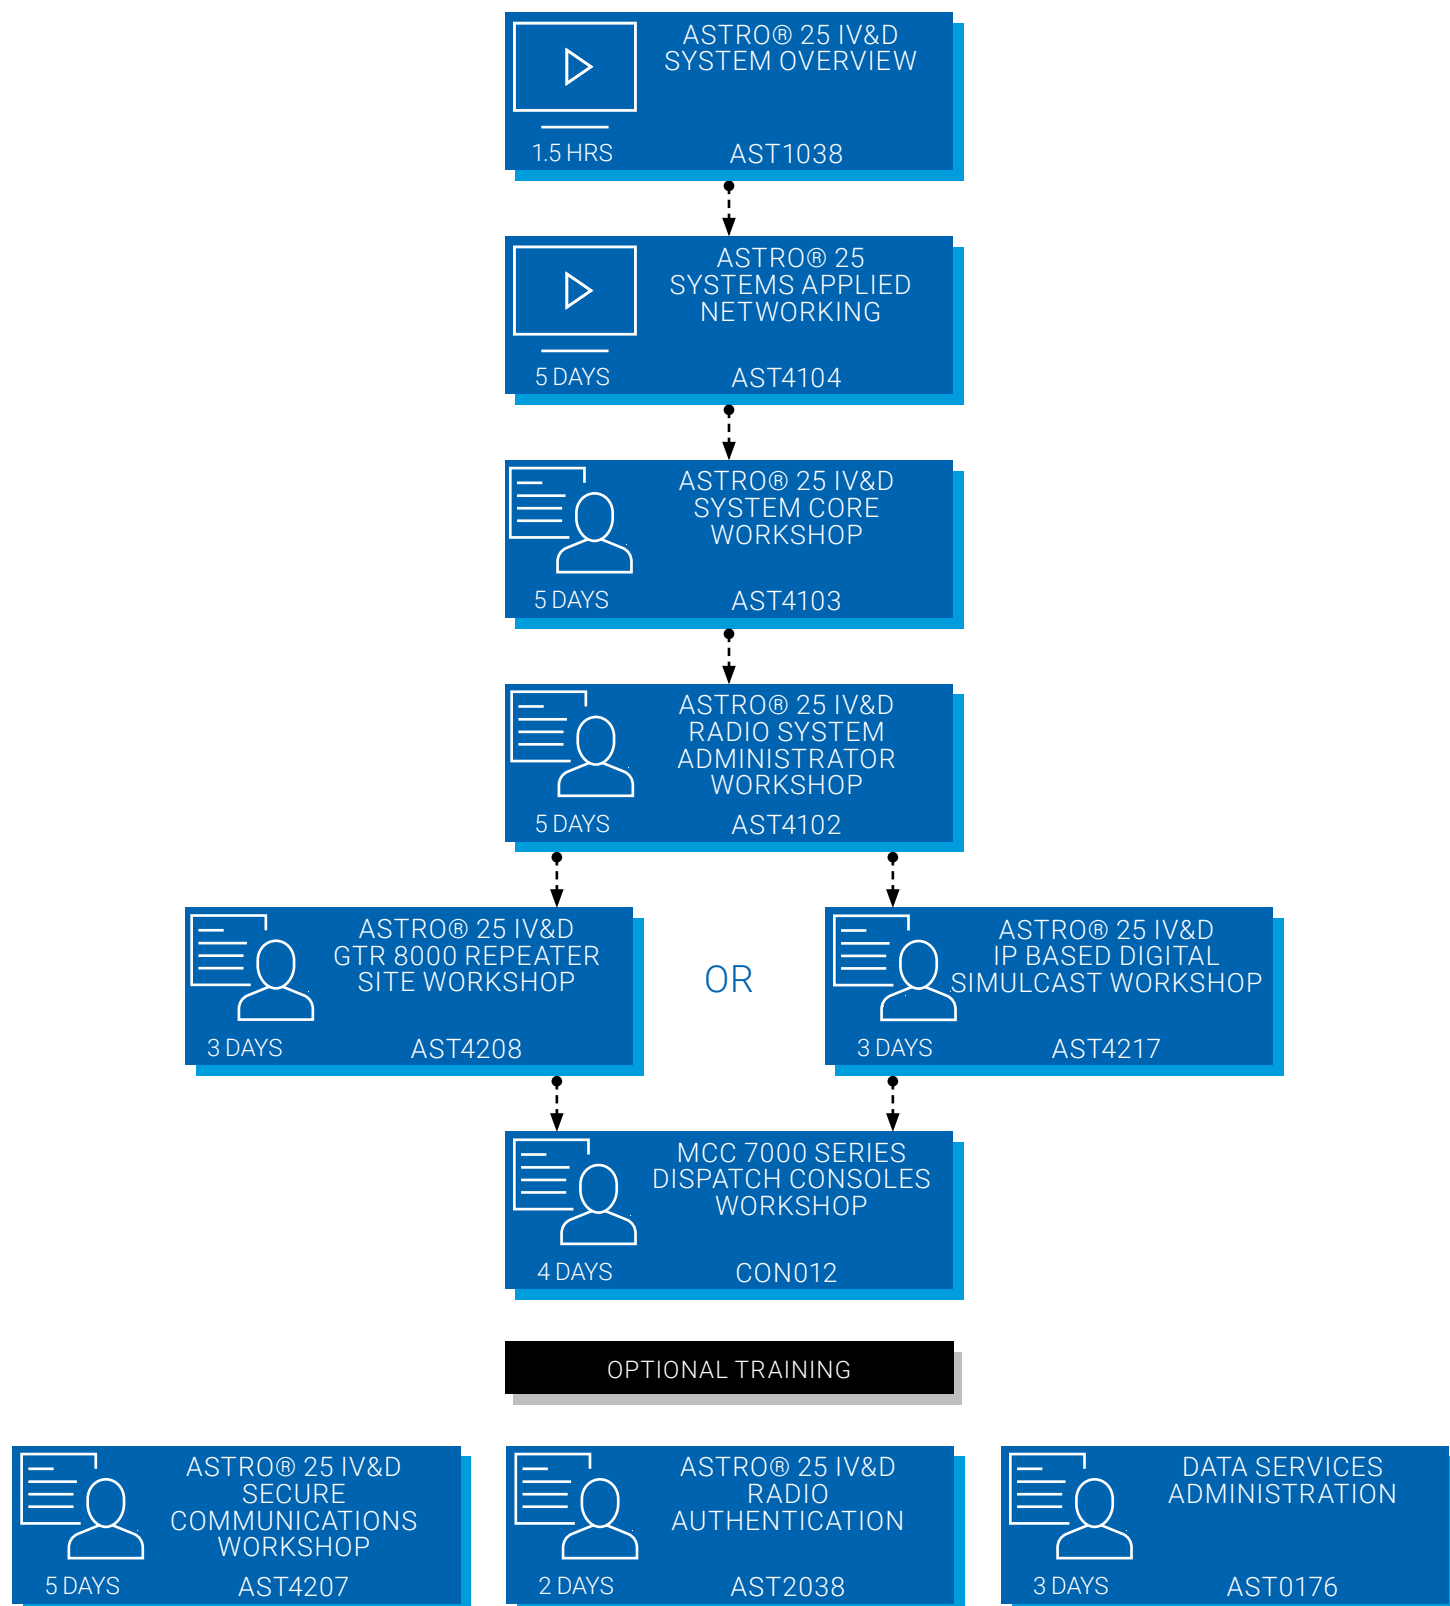 ASTRO® 25 IV&D
SYSTEM OVERVIEW
1.5 HRS
AST1038
ASTRO® 25
SYSTEMS APPLIED
NETWORKING
5 DAYS
AST4104
ASTRO® 25 IV&D
SYSTEM CORE
WORKSHOP
5 DAYS
AST4103
ASTRO® 25 IV&D
RADIO SYSTEM
ADMINISTRATOR
WORKSHOP
5 DAYS
AST4102
ASTRO® 25 IV&D
GTR 8000 REPEATER
SITE WORKSHOP
3 DAYS
AST4208
OR
ASTRO® 25 IV&D
IP BASED DIGITAL
SIMULCAST WORKSHOP
3 DAYS
AST4217
MCC 7000 SERIES
DISPATCH CONSOLES
WORKSHOP
4 DAYS
CON012
OPTIONAL TRAINING
ASTRO® 25 IV&D
SECURE
COMMUNICATIONS
WORKSHOP
5 DAYS
AST4207
ASTRO® 25 IV&D
RADIO
AUTHENTICATION
2 DAYS
AST2038
DATA SERVICES
ADMINISTRATION
3 DAYS
AST0176